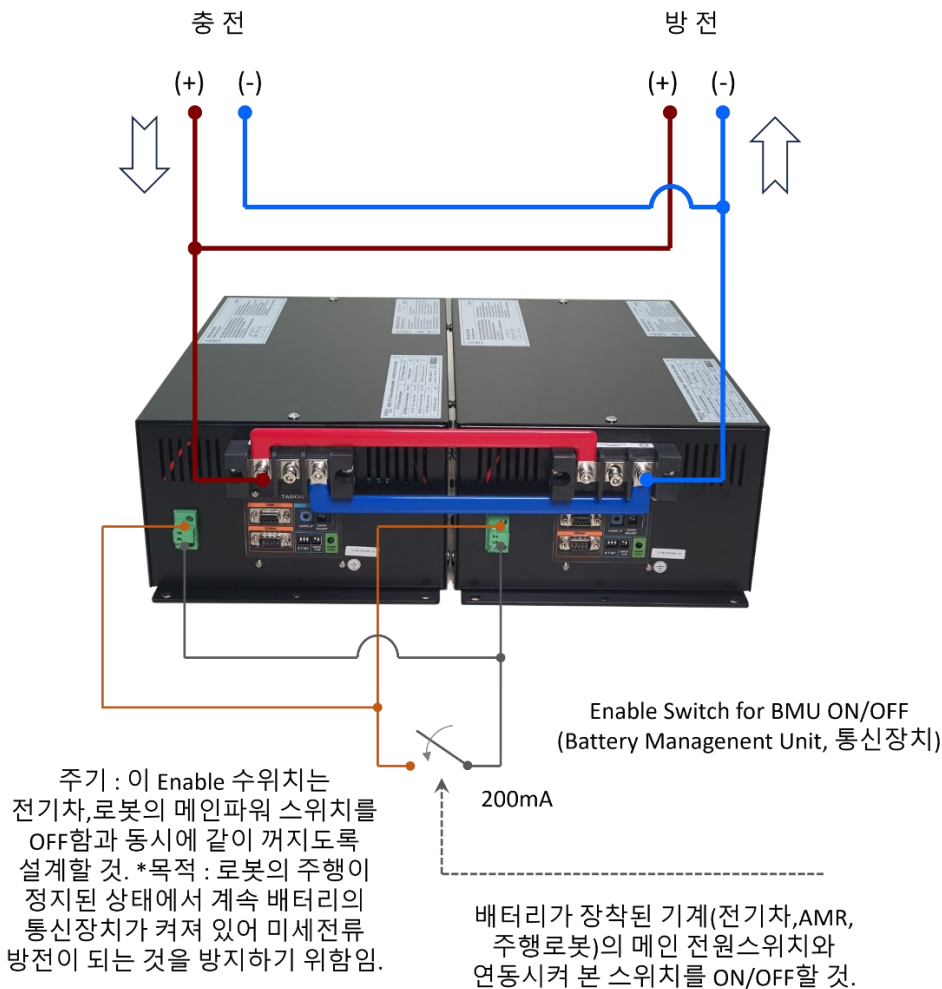 충 전
방 전
(+) (-)
(+) (-)
TABOS
Enable Switch for BMU ON/OFF
(Battery Managenent Unit, 통신장치)
200mA
주기 : 이 Enable 수위치는
전기차,로봇의 메인파워 스위치를
OFF함과 동시에 같이 꺼지도록
설계할 것. *목적 : 로봇의 주행이
정지된 상태에서 계속 배터리의
통신장치가 켜져 있어 미세전류
방전이 되는 것을 방지하기 위함임.
배터리가 장착된 기계(전기차,AMR,
주행로봇)의 메인 전원스위치와
연동시켜 본 스위치를 ON/OFF할 것.